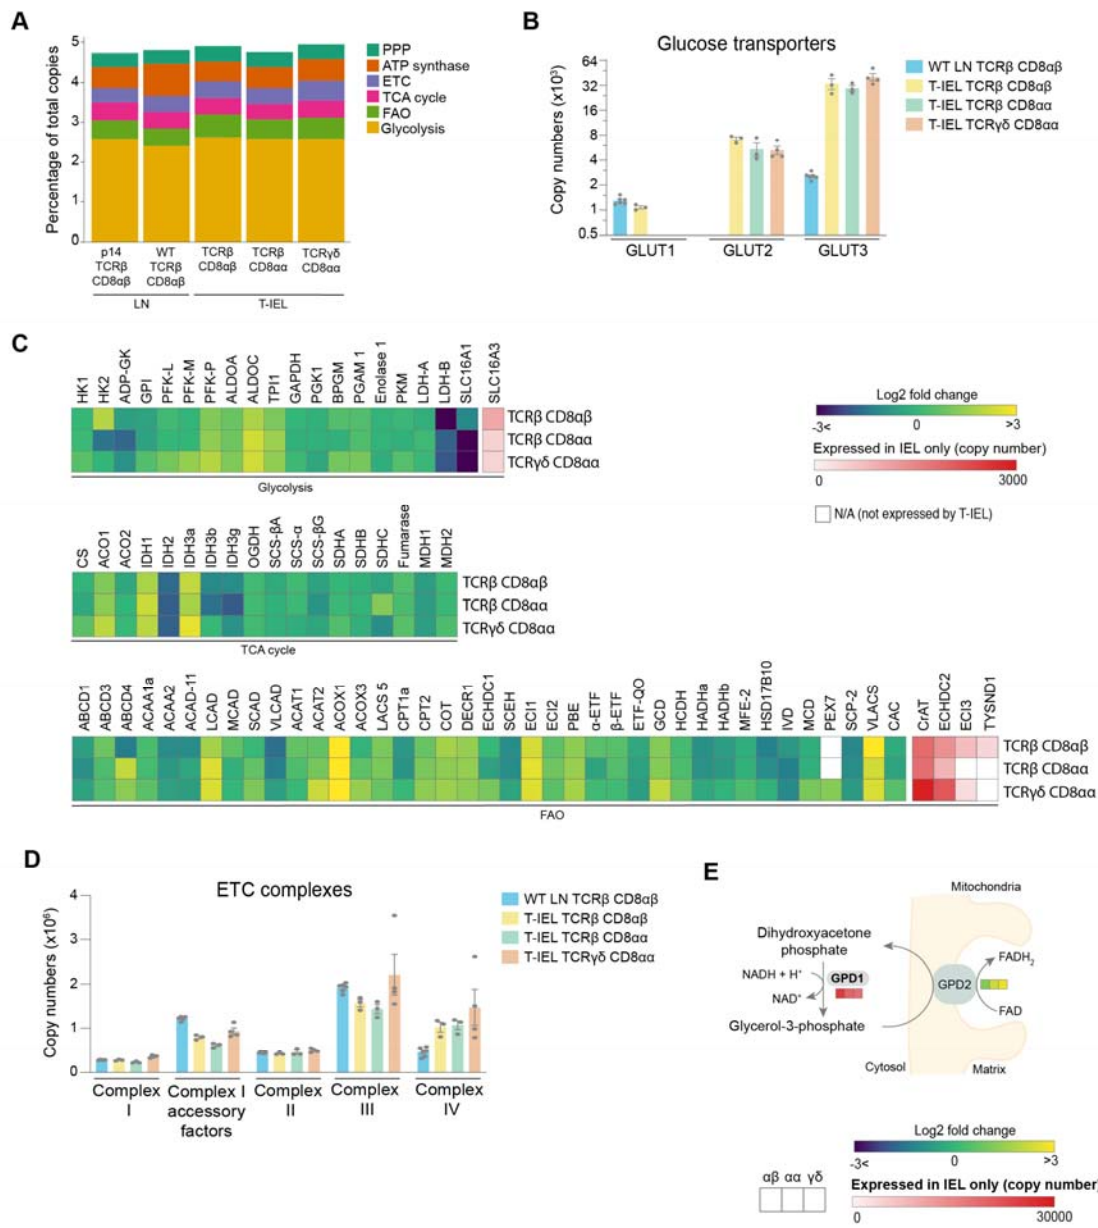 A
5
4
3
2
1
0
Percentage of total copies
p14
TCRβ
CD8αβ
WT
TCRβ
CD8αβ
TCRβ
CD8αβ
TCRβ
CD8αα
TCRγδ
CD8αα
LN
T-IEL
PPP
ATP synthase
ETC
TCA cycle
FAO
Glycolysis
B
Glucose transporters
64
32
16
8
4
2
1
0.5
Copy numbers (x10³)
GLUT1
GLUT2
GLUT3
WT LN TCRβ CD8αβ
T-IEL TCRβ CD8αβ
T-IEL TCRβ CD8αα
T-IEL TCRγδ CD8αα
C
HK1
HK2
ADP-GK
GPI
PFK-L
PFK-M
PFK-P
ALDOA
ALDOC
TPI1
GAPDH
PGK1
BPGM
PGAM 1
Enolase 1
PKM
LDH-A
LDH-B
SLC16A1
SLC16A3
TCRβ CD8αβ
TCRβ CD8αα
TCRγδ CD8αα
Glycolysis
Log2 fold change
-3<
0
>3
Expressed in IEL only (copy number)
0
3000
N/A (not expressed by T-IEL)
CS
ACO1
ACO2
IDH1
IDH2
IDH3a
IDH3b
IDH3g
OGDH
SCS-βA
SCS-α
SCS-βG
SDHA
SDHB
SDHC
Fumarase
MDH1
MDH2
TCRβ CD8αβ
TCRβ CD8αα
TCRγδ CD8αα
TCA cycle
ABCD1
ABCD3
ABCD4
ACAA1a
ACAA2
ACAD-11
LCAD
MCAD
SCAD
VLCAD
ACAT1
ACAT2
ACOX1
ACOX3
LACS 5
CPT1a
CPT2
COT
DECR1
ECHDC1
SCEH
ECI1
ECI2
PBE
α-ETF
β-ETF
ETF-QO
GCD
HCDH
HADHa
HADHb
MFE-2
HSD17B10
IVD
MCD
PEX7
SCP-2
VLACS
CAC
CrAT
ECHDC2
ECI3
TYSND1
TCRβ CD8αβ
TCRβ CD8αα
TCRγδ CD8αα
FAO
D
ETC complexes
4
3
2
1
0
Copy numbers (x10⁶)
Complex
I
Complex I
accessory
factors
Complex
II
Complex
III
Complex
IV
WT LN TCRβ CD8αβ
T-IEL TCRβ CD8αβ
T-IEL TCRβ CD8αα
T-IEL TCRγδ CD8αα
E
Mitochondria
Dihydroxyacetone
phosphate
NADH + H⁺
GPD1
NAD⁺
Glycerol-3-phosphate
GPD2
FADH₂
FAD
Cytosol
Matrix
Log2 fold change
-3<
0
>3
αβ αα γδ
Expressed in IEL only (copy number)
0
30000